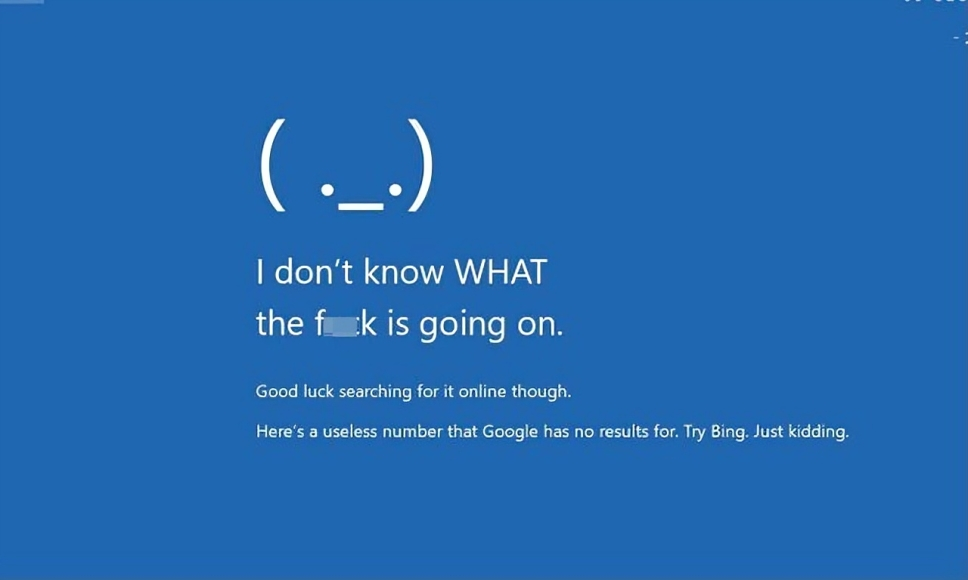 ( ._.)
I don't know WHAT
the f ck is going on.
Good luck searching for it online though.
Here's a useless number that Google has no results for. Try Bing. Just kidding.